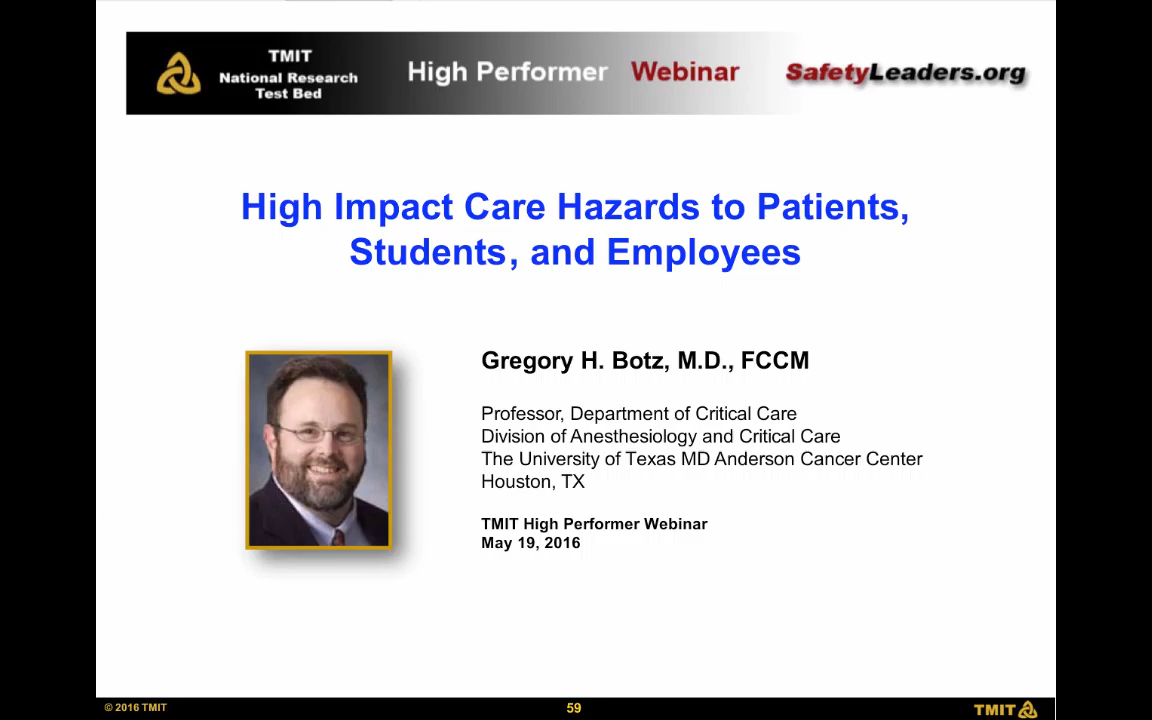 TMIT
National Research
Test Bed
High Performer Webinar
SafetyLeaders.org
High Impact Care Hazards to Patients,
Students, and Employees
Gregory H. Botz, M.D., FCCM
Professor, Department of Critical Care
Division of Anesthesiology and Critical Care
The University of Texas MD Anderson Cancer Center
Houston, TX
TMIT High Performer Webinar
May 19, 2016
© 2016 TMIT
59
TMIT